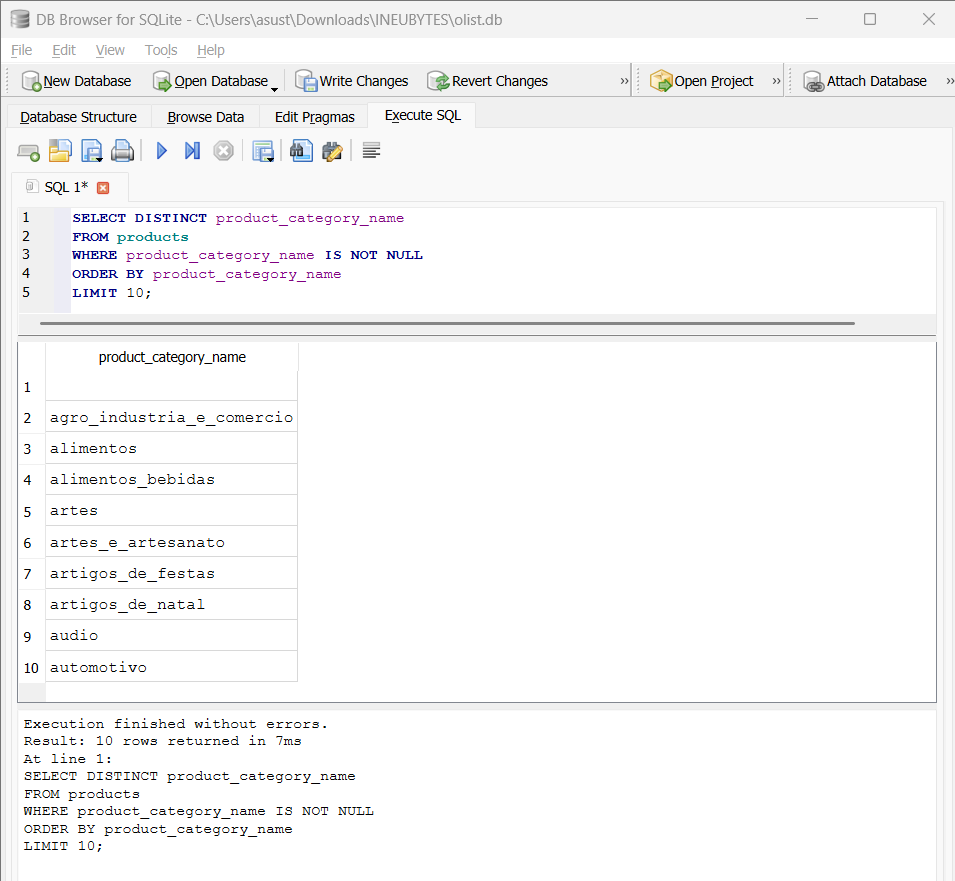 DB Browser for SQLite - C:\Users\asust\Downloads\INEUBYTES\olist.db
File Edit View Tools Help
New Database Open Database Write Changes Revert Changes » Open Project » Attach Database »
Database Structure Browse Data Edit Pragmas Execute SQL
SQL 1*
1 SELECT DISTINCT product_category_name
2 FROM products
3 WHERE product_category_name IS NOT NULL
4 ORDER BY product_category_name
5 LIMIT 10;
product_category_name
1
2 agro_industria_e_comercio
3 alimentos
4 alimentos_bebidas
5 artes
6 artes_e_artesanato
7 artigos_de_festas
8 artigos_de_natal
9 audio
10 automotivo
Execution finished without errors.
Result: 10 rows returned in 7ms
At line 1:
SELECT DISTINCT product_category_name
FROM products
WHERE product_category_name IS NOT NULL
ORDER BY product_category_name
LIMIT 10;